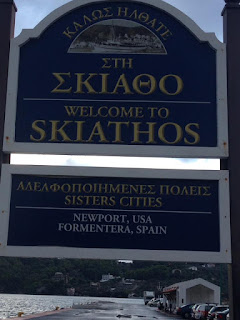 ΚΑΛΩΣ ΗΛΘΑΤΕ
ΣΤΗ
ΣΚΙΑΘΟ
WELCOME TO
SKIATHOS
ΑΔΕΛΦΟΠΟΙΗΜΕΝΕΣ ΠΟΛΕΙΣ
SISTERS CITIES
NEWPORT, USA
FORMENTERA, SPAIN